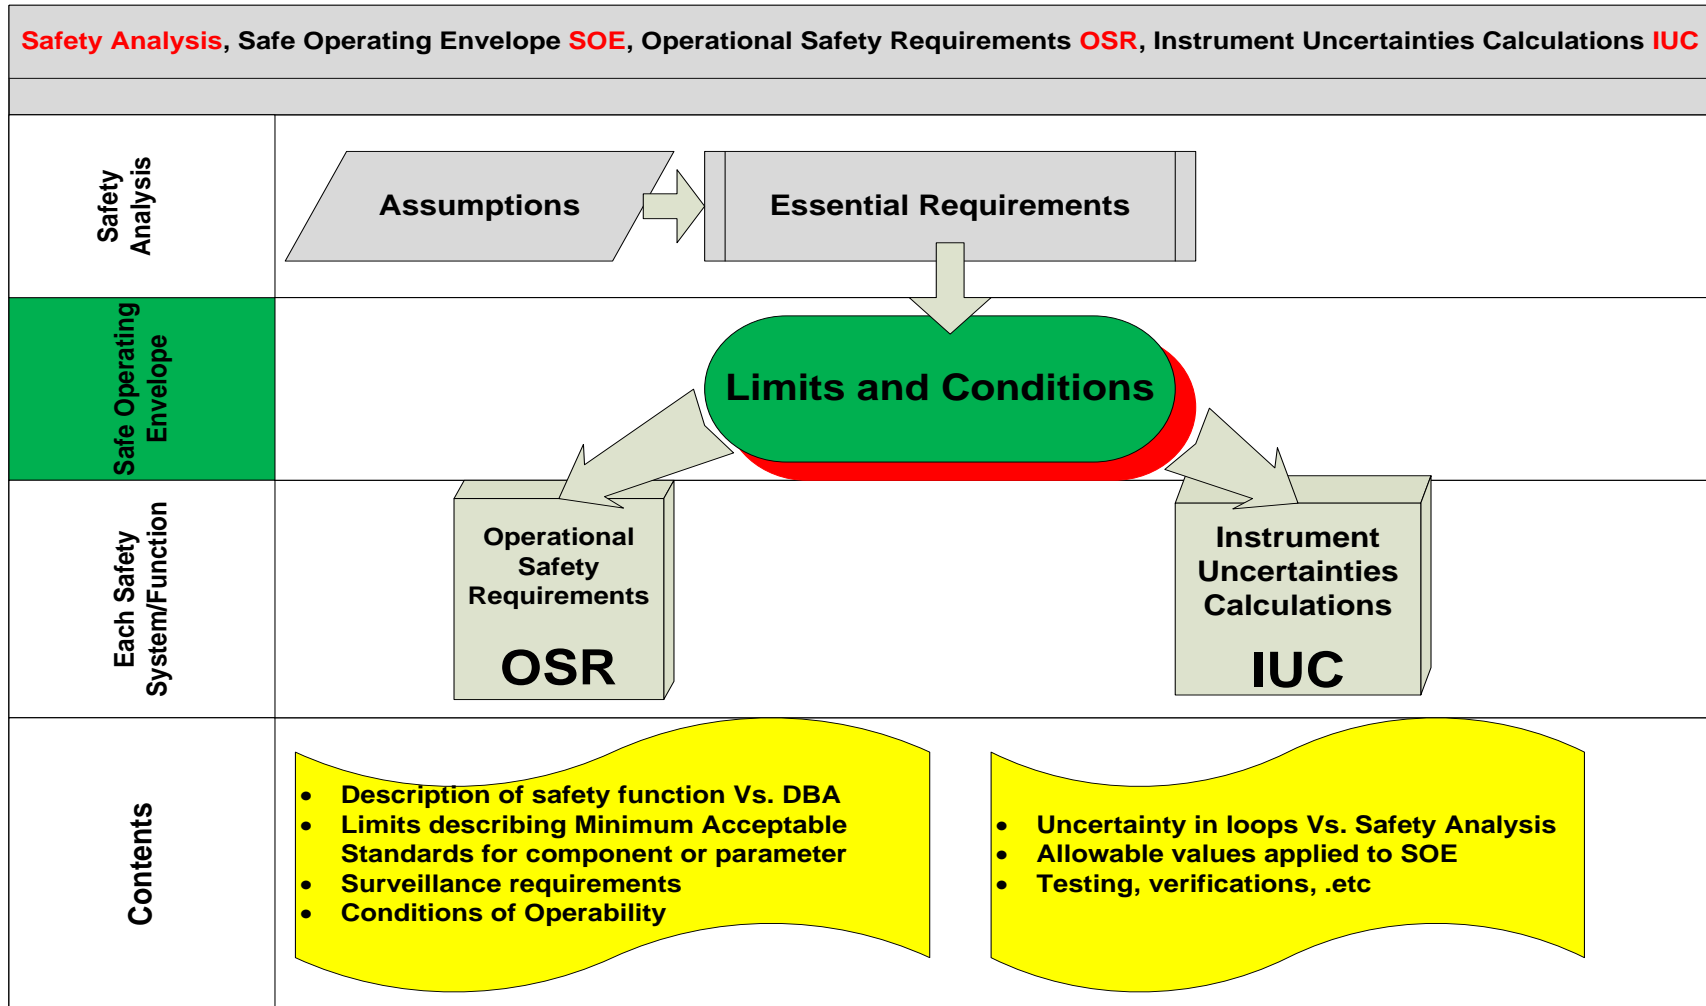 Safety Analysis, Safe Operating Envelope SOE, Operational Safety Requirements OSR, Instrument Uncertainties Calculations IUC
Safety
Analysis
Assumptions
Essential Requirements
Safe Operating
Envelope
Limits and Conditions
Each Safety
System/Function
Operational
Safety
Requirements
OSR
Instrument
Uncertainties
Calculations
IUC
Contents
• Description of safety function Vs. DBA
• Limits describing Minimum Acceptable
Standards for component or parameter
• Surveillance requirements
• Conditions of Operability
• Uncertainty in loops Vs. Safety Analysis
• Allowable values applied to SOE
• Testing, verifications, .etc